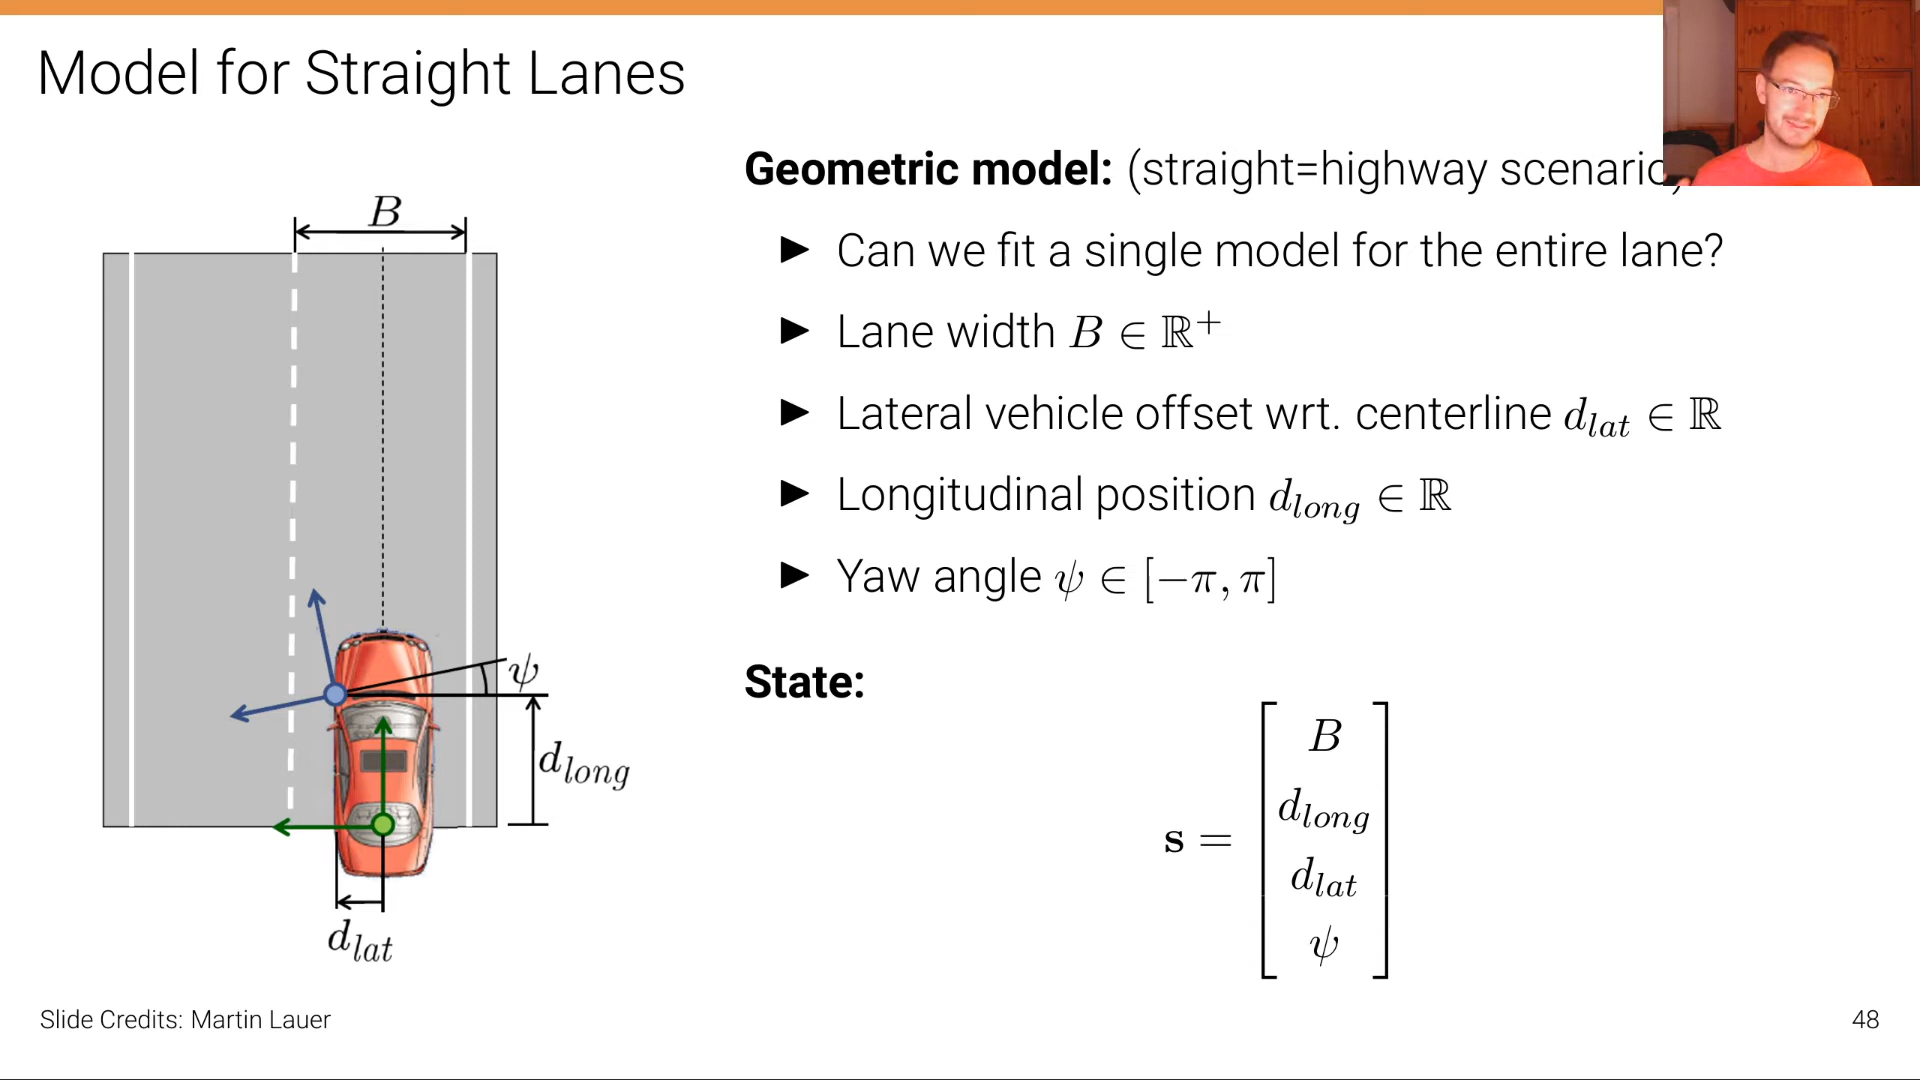 Model for Straight Lanes
Geometric model: (straight=highway scenario)
▶ Can we fit a single model for the entire lane?
▶ Lane width B ∈ ℝ⁺
▶ Lateral vehicle offset wrt. centerline d_lat ∈ ℝ
▶ Longitudinal position d_long ∈ ℝ
▶ Yaw angle ψ ∈ [−π, π]
State:
s = [B
d_long
d_lat
ψ]
B
ψ
d_long
d_lat
Slide Credits: Martin Lauer
48